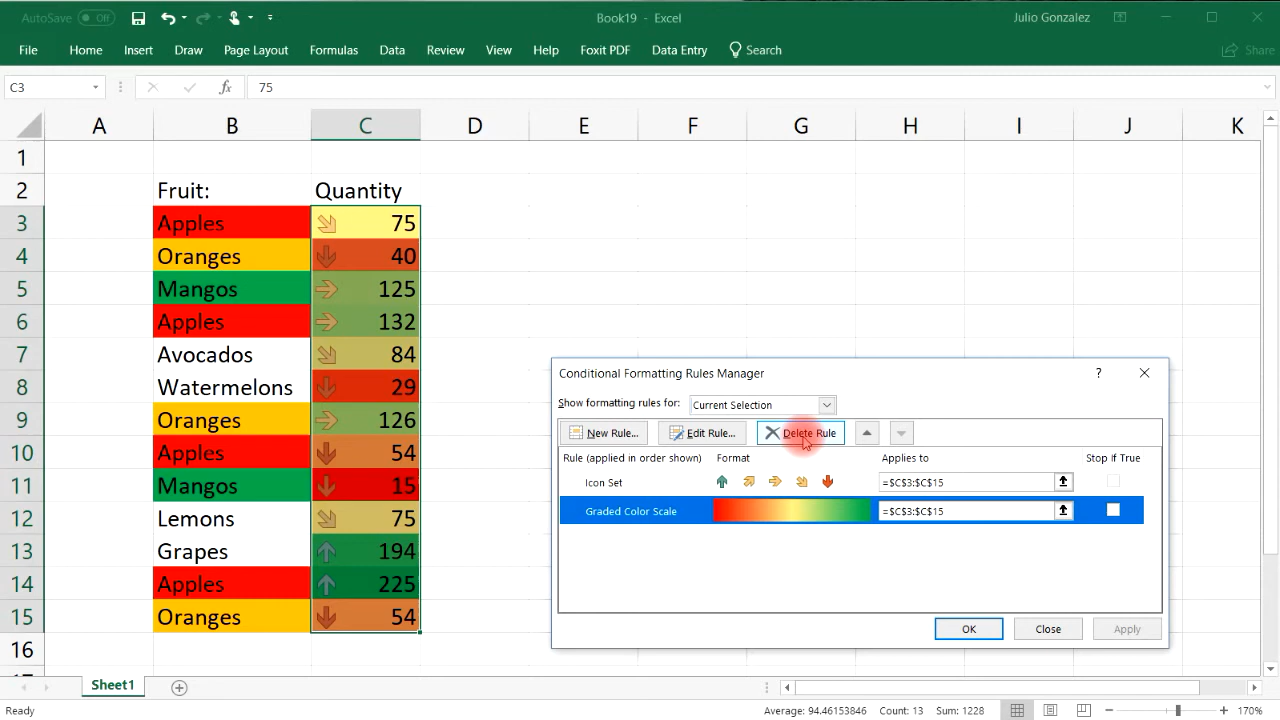 AutoSave Off
Book19 - Excel
Julio Gonzalez
File Home Insert Draw Page Layout Formulas Data Review View Help Foxit PDF Data Entry Search Share
C3 fx 75
A B C D E F G H I J K
1
2 Fruit: Quantity
3 Apples 75
4 Oranges 40
5 Mangos 125
6 Apples 132
7 Avocados 84
8 Watermelons 29
9 Oranges 126
10 Apples 54
11 Mangos 15
12 Lemons 75
13 Grapes 194
14 Apples 225
15 Oranges 54
16
Conditional Formatting Rules Manager ?
Show formatting rules for: Current Selection
New Rule... Edit Rule... Delete Rule
Rule (applied in order shown) Format Applies to Stop If True
Icon Set =$C$3:$C$15
Graded Color Scale =$C$3:$C$15
OK Close Apply
Sheet1
Ready Average: 94.46153846 Count: 13 Sum: 1228 170%